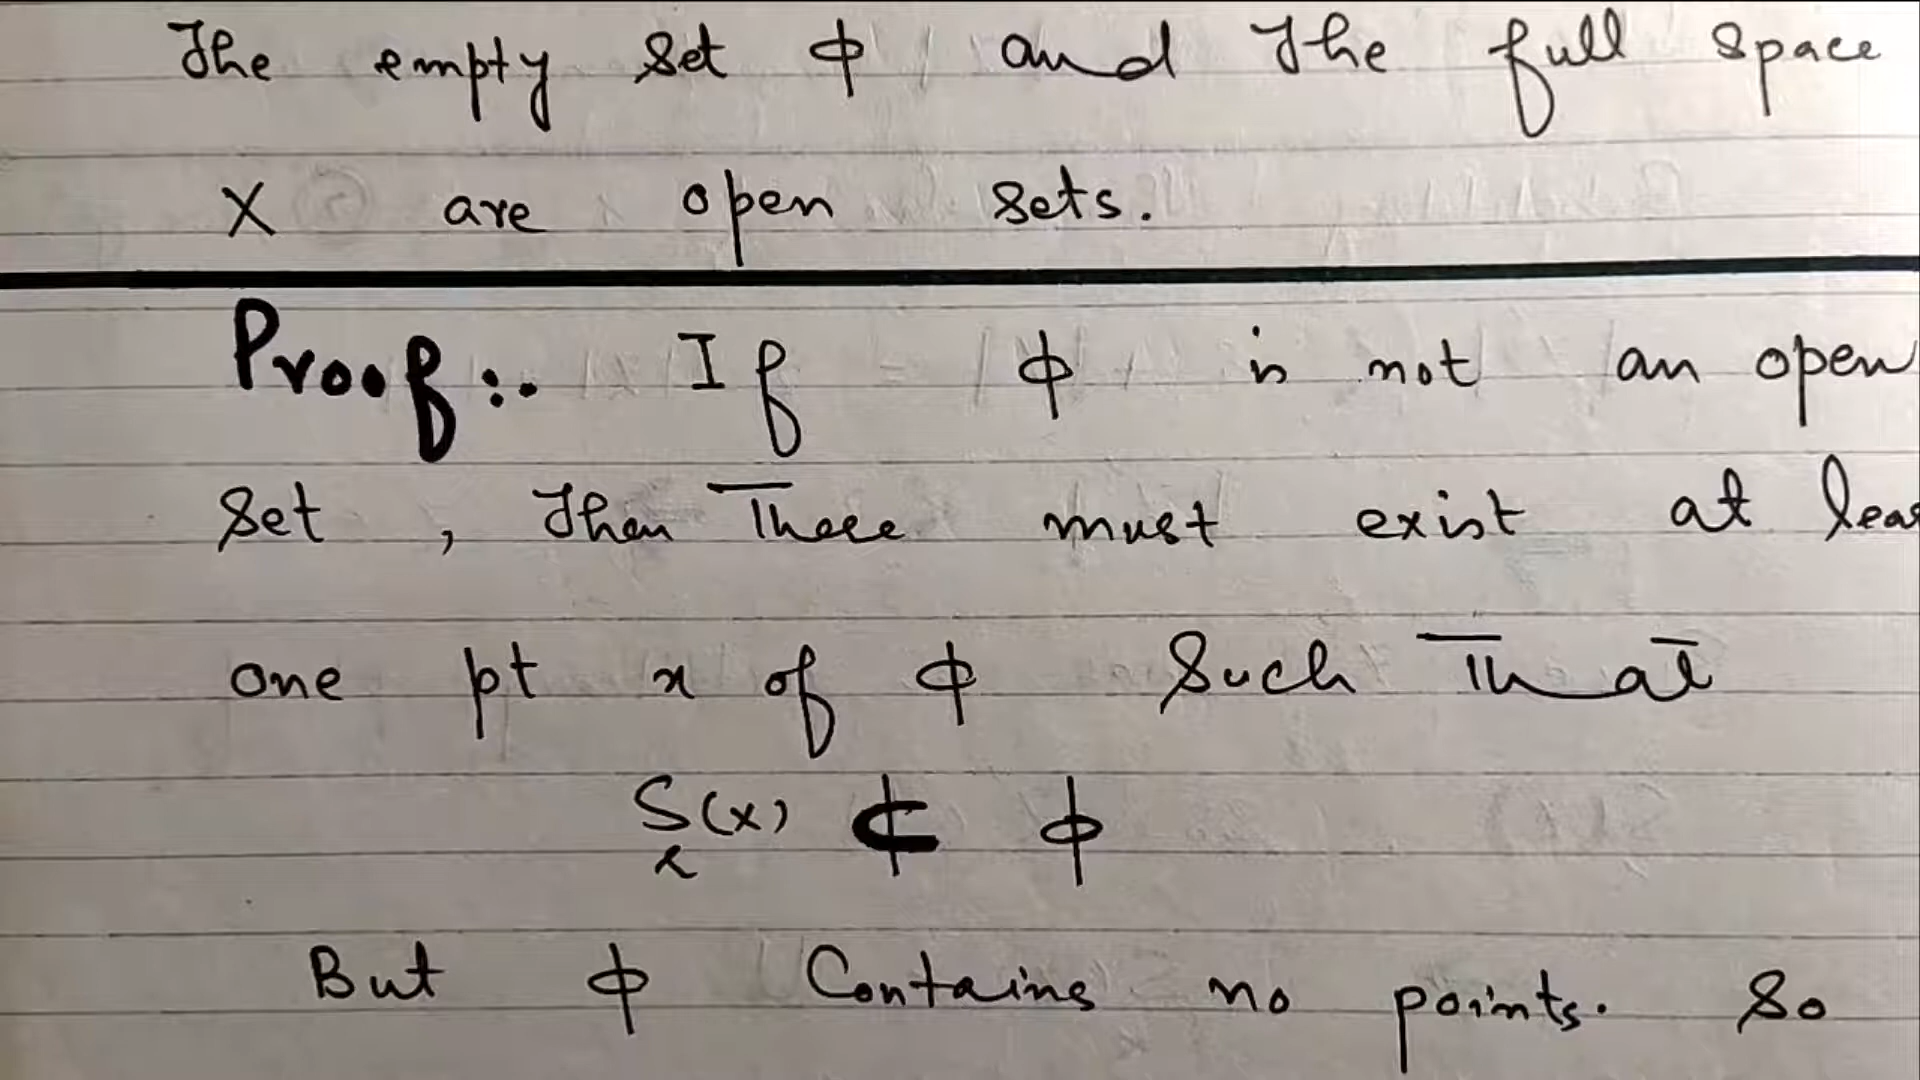 The empty set φ and the full space
X are open sets.
Proof:. If φ is not an open
set, then there must exist at leas
one pt x of φ such that
Sᵣ(x) ⊄ φ
But φ Contains no points. So